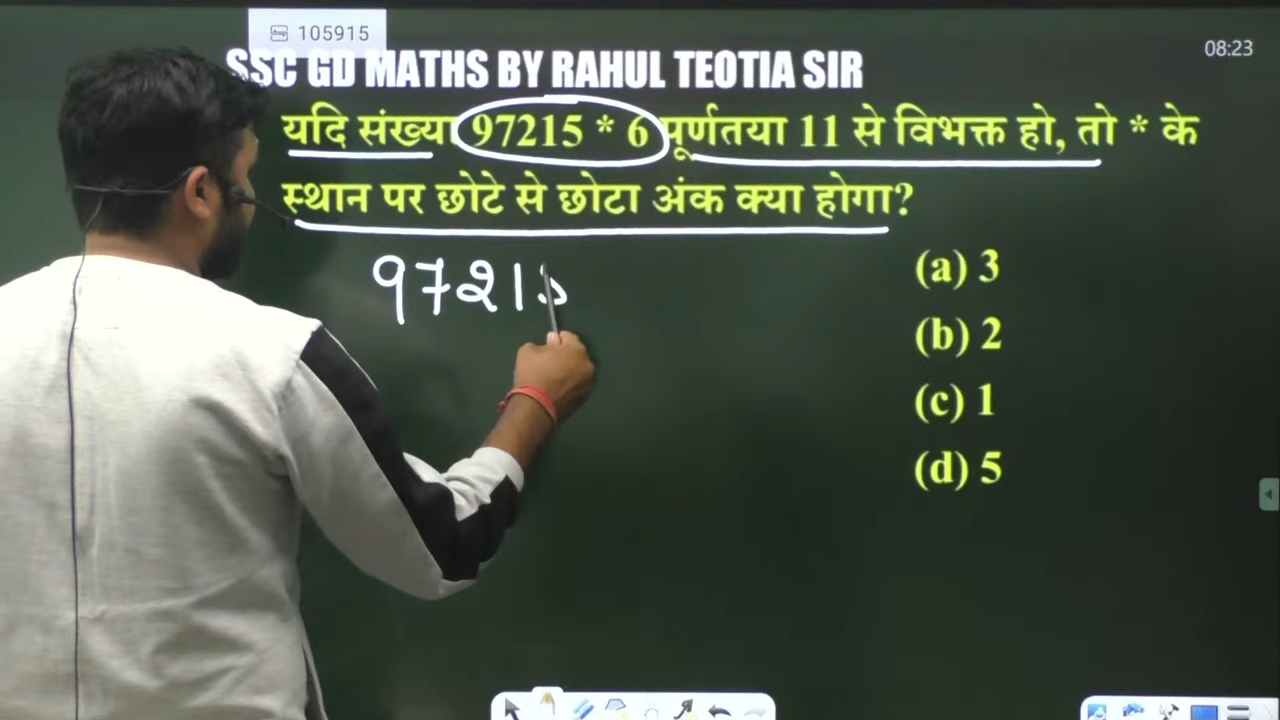 105915
08:23
SSC GD MATHS BY RAHUL TEOTIA SIR
यदि संख्या 97215 * 6 पूर्णतया 11 से विभक्त हो, तो * के
स्थान पर छोटे से छोटा अंक क्या होगा?
97215
(a) 3
(b) 2
(c) 1
(d) 5